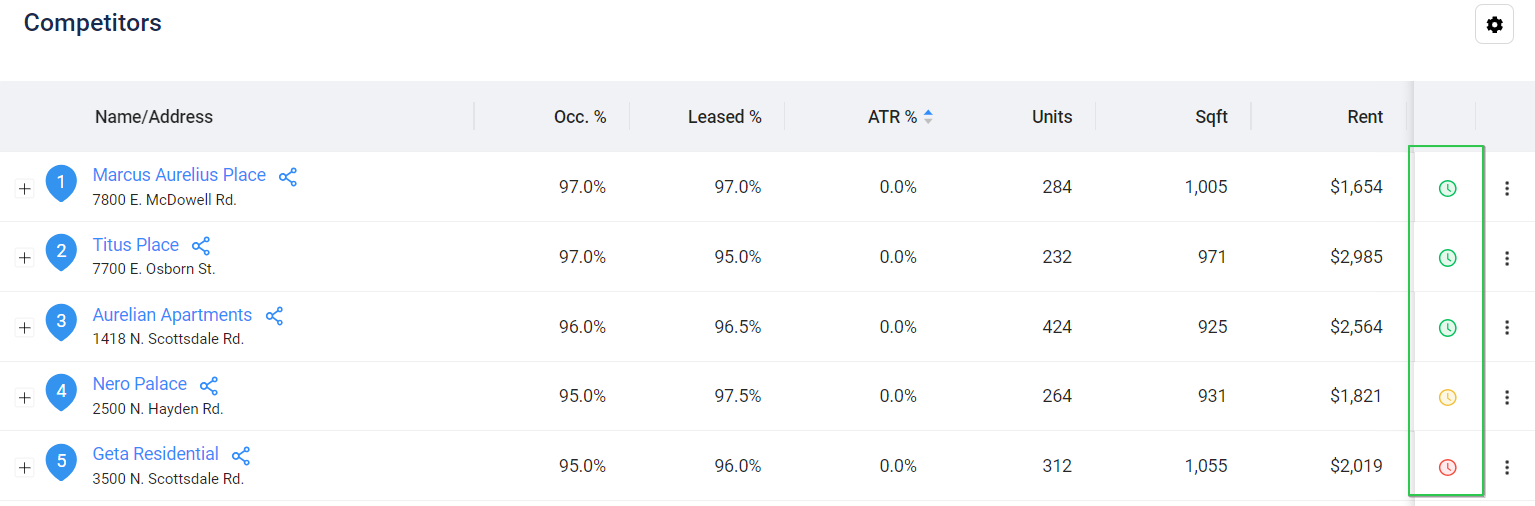 Competitors
Name/Address Occ. % Leased % ATR % Units Sqft Rent
1 Marcus Aurelius Place 97.0% 97.0% 0.0% 284 1,005 $1,654
7800 E. McDowell Rd.
2 Titus Place 97.0% 95.0% 0.0% 232 971 $2,985
7700 E. Osborn St.
3 Aurelian Apartments 96.0% 96.5% 0.0% 424 925 $2,564
1418 N. Scottsdale Rd.
4 Nero Palace 95.0% 97.5% 0.0% 264 931 $1,821
2500 N. Hayden Rd.
5 Geta Residential 95.0% 96.0% 0.0% 312 1,055 $2,019
3500 N. Scottsdale Rd.